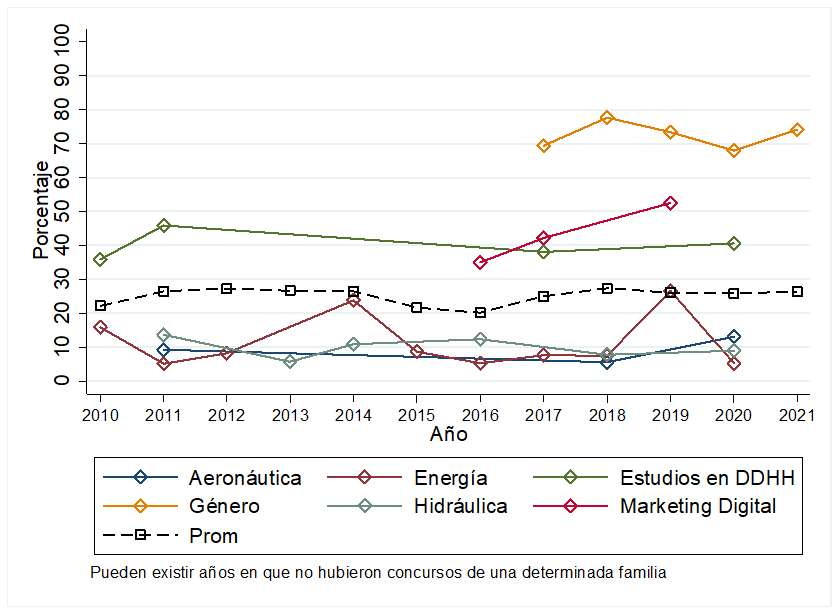 100
90
80
70
60
50
40
30
20
10
0
Porcentaje
2010 2011 2012 2013 2014 2015 2016 2017 2018 2019 2020 2021
Año
Aeronáutica Energía Estudios en DDHH
Género Hidráulica Marketing Digital
Prom
Pueden existir años en que no hubieron concursos de una determinada familia